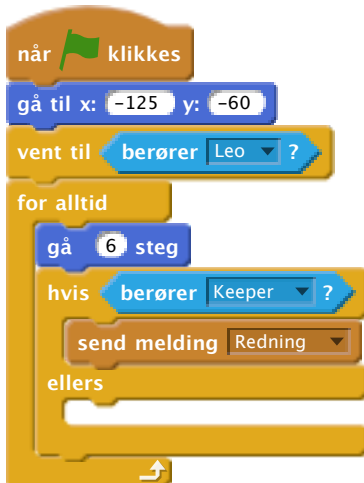 når klikkes
gå til x: -125 y: -60
vent til berører Leo ?
for alltid
gå 6 steg
hvis berører Keeper ?
send melding Redning
ellers